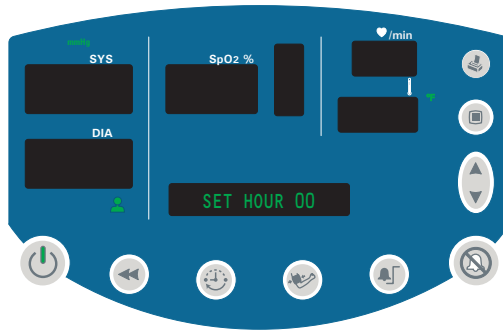 mmHg
SYS
SpO2 %
/min
°F
DIA
SET HOUR 00